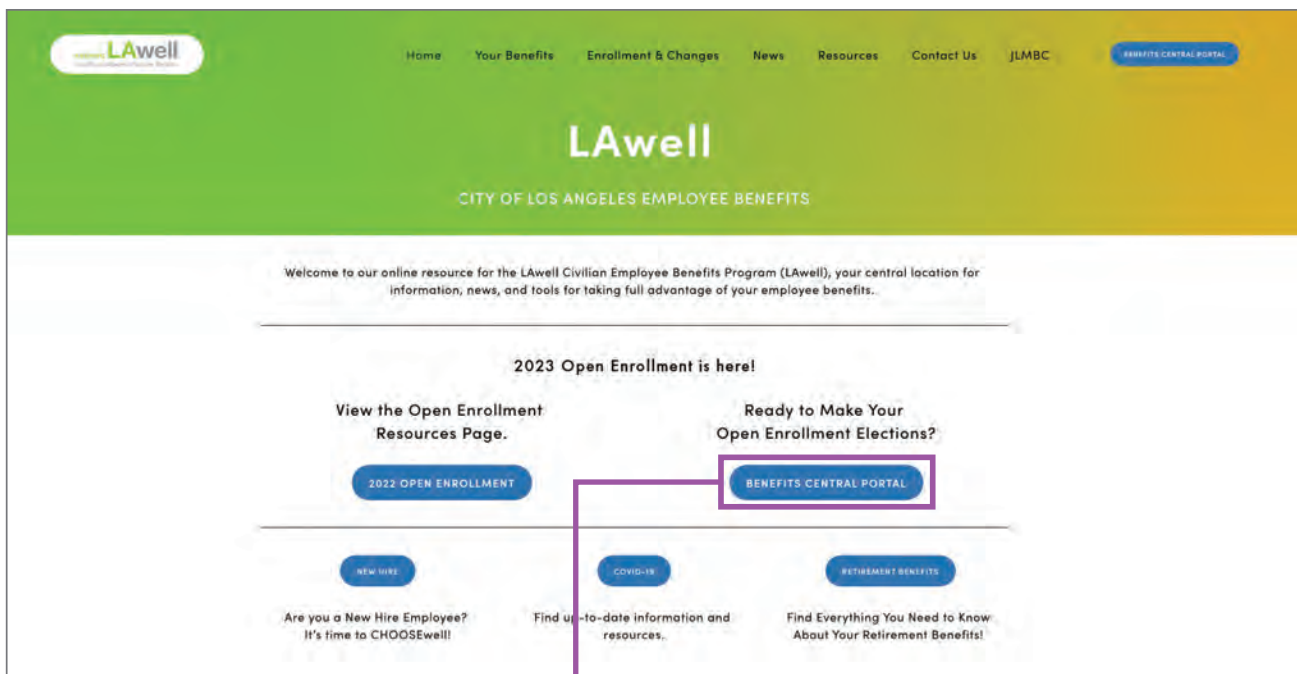 LAwell
Home Your Benefits Enrollment & Changes News Resources Contact Us JLMBC BENEFITS CENTRAL PORTAL
LAwell
CITY OF LOS ANGELES EMPLOYEE BENEFITS
Welcome to our online resource for the LAwell Civilian Employee Benefits Program (LAwell), your central location for
information, news, and tools for taking full advantage of your employee benefits.
2023 Open Enrollment is here!
View the Open Enrollment
Resources Page.
2022 OPEN ENROLLMENT
Ready to Make Your
Open Enrollment Elections?
BENEFITS CENTRAL PORTAL
NEW HIRE
Are you a New Hire Employee?
It's time to CHOOSEwell!
COVID-19
Find up-to-date information and
resources.
RETIREMENT BENEFITS
Find Everything You Need to Know
About Your Retirement Benefits!